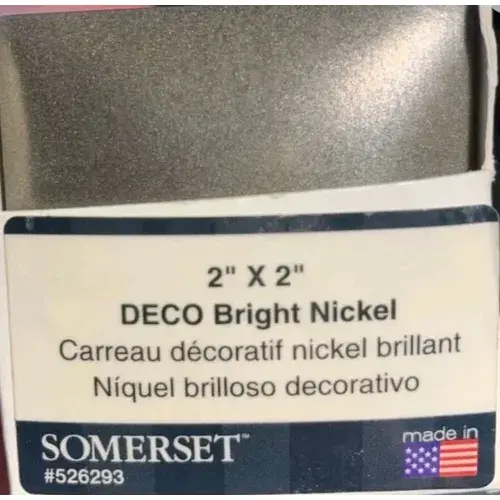 2" X 2"
DECO Bright Nickel
Carreau décoratif nickel brillant
Níquel brilloso decorativo
SOMERSET™
#526293
made in